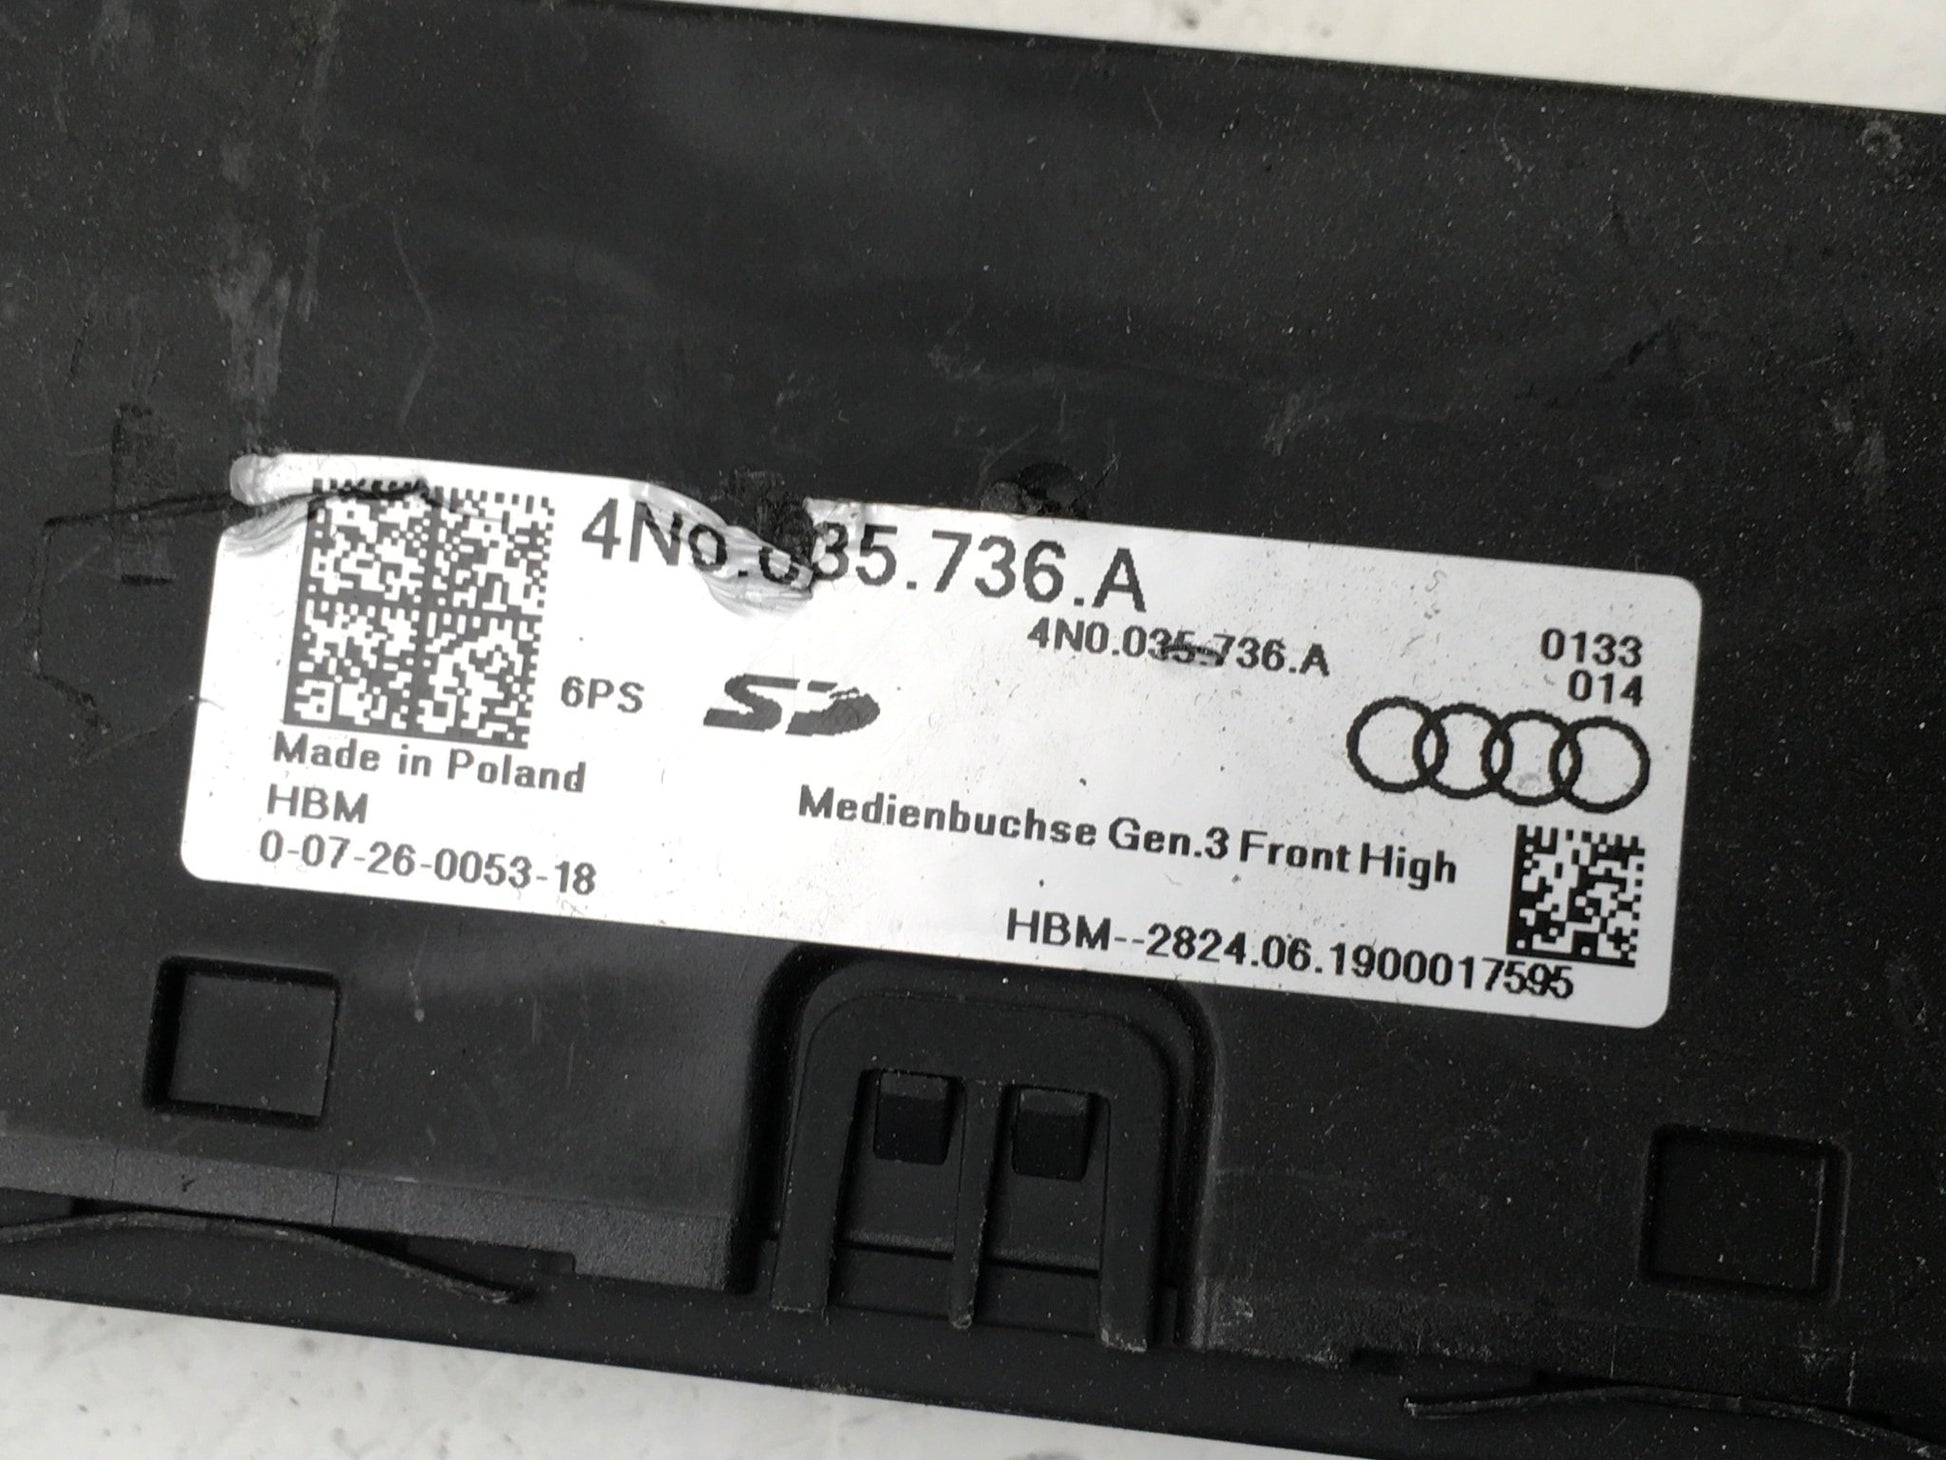 4N0.035.736.A
4N0.035.736.A
0133
014
6PS
SD
Made in Poland
HBM
0-07-26-0053-18
Medienbuchse Gen.3 Front High
HBM--2824.06.1900017595